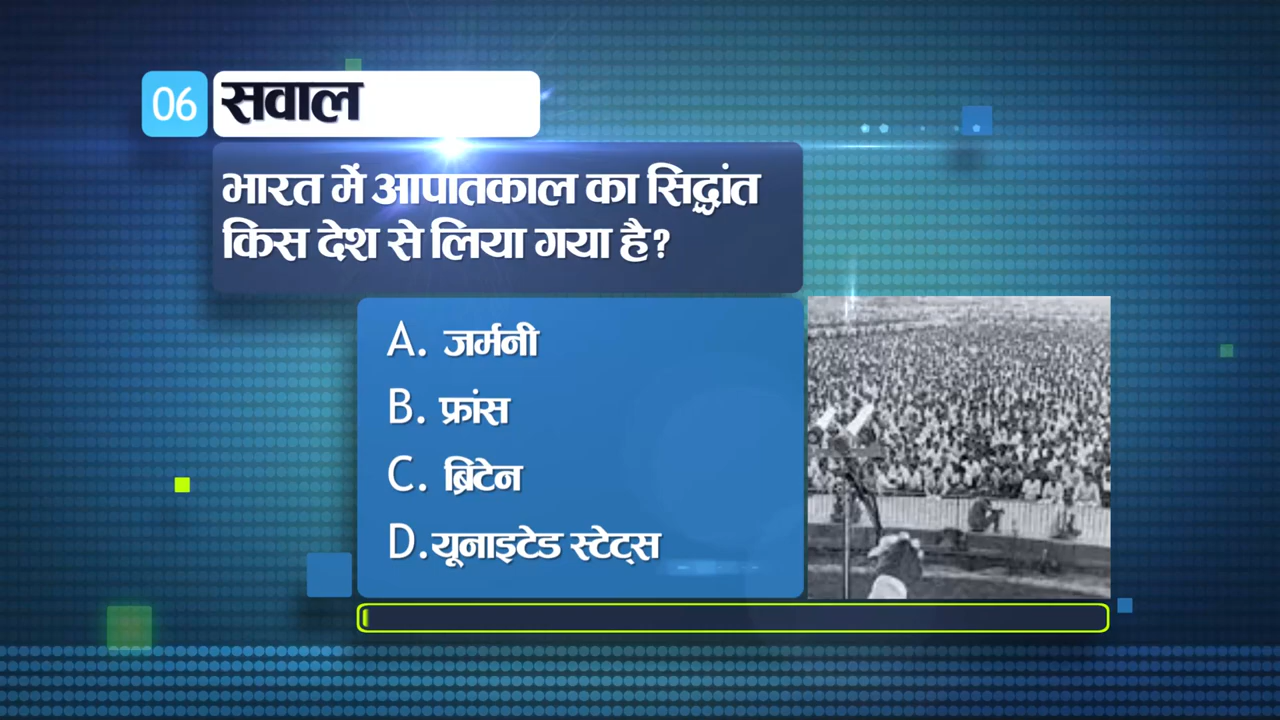 06 सवाल
भारत में आपातकाल का सिद्धांत
किस देश से लिया गया है?
A. जर्मनी
B. फ्रांस
C. ब्रिटेन
D.यूनाइटेड स्टेट्स